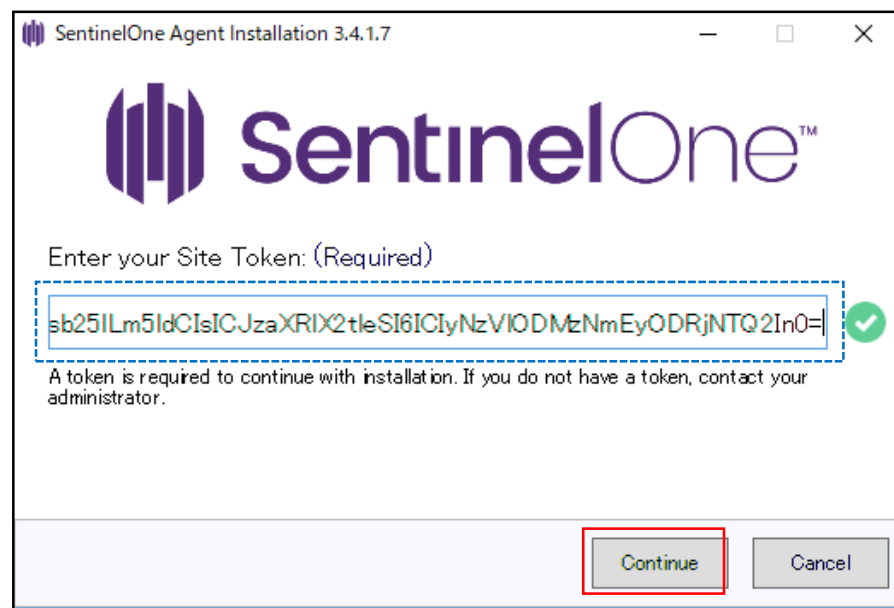 SentinelOne Agent Installation 3.4.1.7
SentinelOne™
Enter your Site Token: (Required)
sb25lLm5ldCIsICJzaXRlX2tleSI6ICIyNzVlODMzNmEyODRjNTQ2In0=
A token is required to continue with installation. If you do not have a token, contact your
administrator.
Continue
Cancel